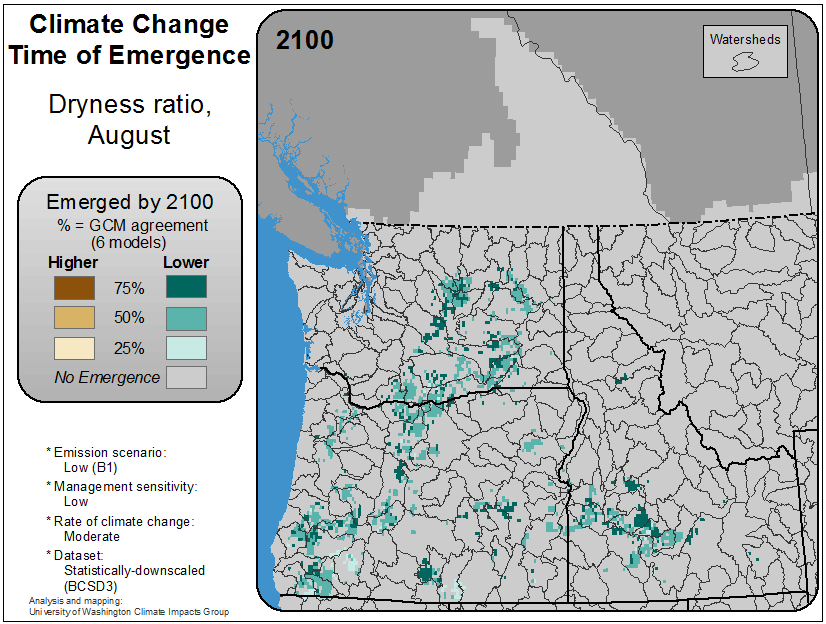 Climate Change
Time of Emergence
Dryness ratio,
August
Emerged by 2100
% = GCM agreement
(6 models)
Higher Lower
75%
50%
25%
No Emergence
* Emission scenario:
Low (B1)
* Management sensitivity:
Low
* Rate of climate change:
Moderate
* Dataset:
Statistically-downscaled
(BCSD3)
Analysis and mapping:
University of Washington Climate Impacts Group
2100
Watersheds